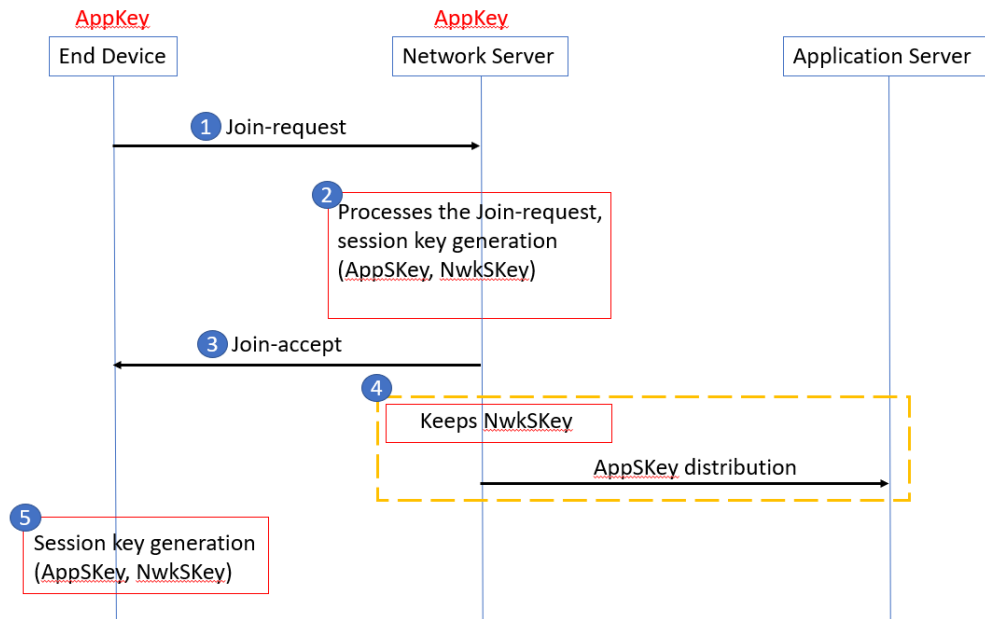 AppKey
AppKey
End Device
Network Server
Application Server
1 Join-request
2
Processes the Join-request,
session key generation
(AppSKey, NwkSKey)
3 Join-accept
4
Keeps NwkSKey
AppSKey distribution
5
Session key generation
(AppSKey, NwkSKey)